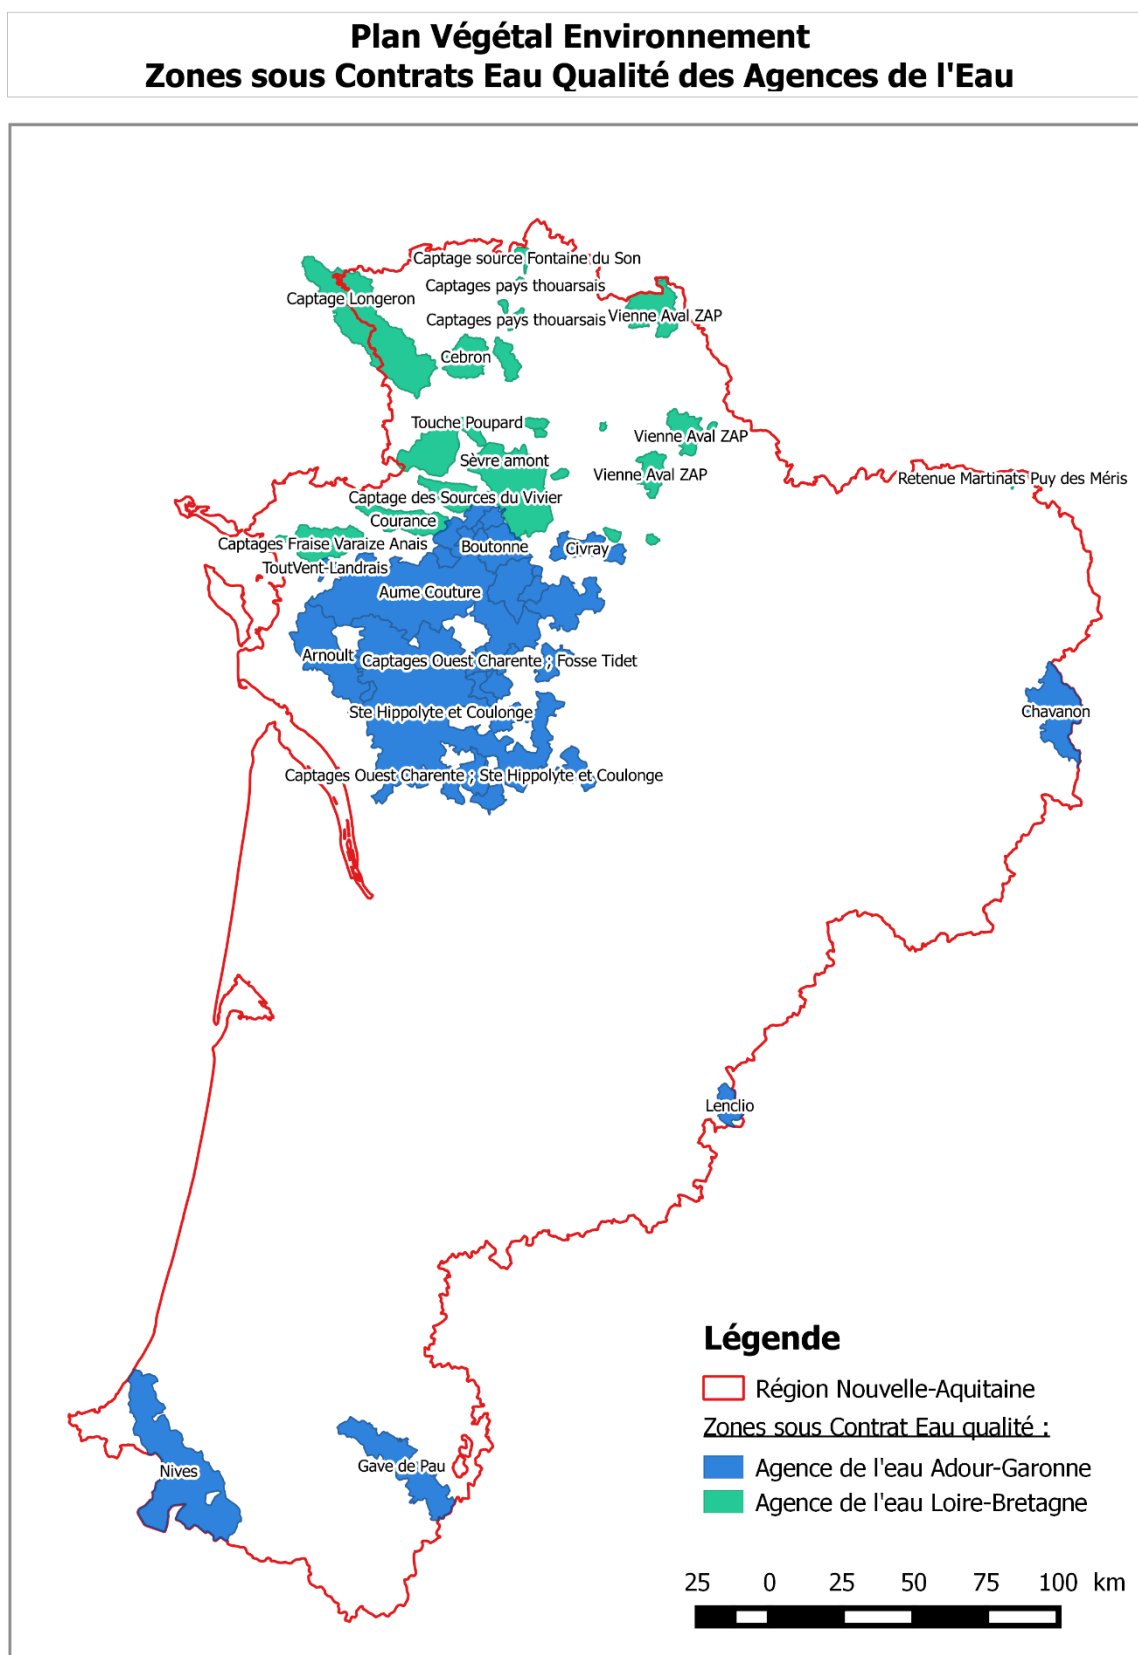 Plan Végétal Environnement
Zones sous Contrats Eau Qualité des Agences de l'Eau
Captage source Fontaine du Son
Captages pays thouarsais
Captage Longeron
Vienne Aval ZAP
Captages pays thouarsais
Cebron
Touche Poupard
Vienne Aval ZAP
Sèvre amont
Vienne Aval ZAP
Retenue Martinats Puy des Méris
Captage des Sources du Vivier
Courance
Captages Fraise Varaize Anais
Boutonne
Civray
ToutVent-Landrais
Aume Couture
Arnoult
Captages Ouest Charente ; Fosse Tidet
Ste Hippolyte et Coulonge
Chavanon
Captages Ouest Charente ; Ste Hippolyte et Coulonge
Lenclio
Légende
Région Nouvelle-Aquitaine
Zones sous Contrat Eau qualité :
Agence de l'eau Adour-Garonne
Agence de l'eau Loire-Bretagne
Gave de Pau
Nives
25 0 25 50 75 100 km